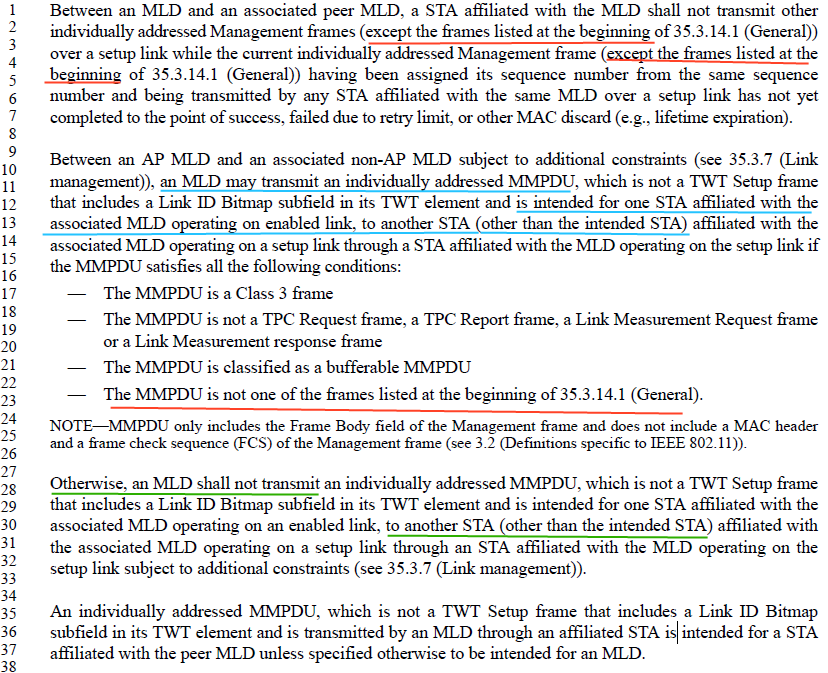 1 Between an MLD and an associated peer MLD, a STA affiliated with the MLD shall not transmit other
2 individually addressed Management frames (except the frames listed at the beginning of 35.3.14.1 (General))
3 over a setup link while the current individually addressed Management frame (except the frames listed at the
4 beginning of 35.3.14.1 (General)) having been assigned its sequence number from the same sequence
5 number and being transmitted by any STA affiliated with the same MLD over a setup link has not yet
6 completed to the point of success, failed due to retry limit, or other MAC discard (e.g., lifetime expiration).
7
8
9 Between an AP MLD and an associated non-AP MLD subject to additional constraints (see 35.3.7 (Link
10 management)), an MLD may transmit an individually addressed MMPDU, which is not a TWT Setup frame
11 that includes a Link ID Bitmap subfield in its TWT element and is intended for one STA affiliated with the
12 associated MLD operating on enabled link, to another STA (other than the intended STA) affiliated with the
13 associated MLD operating on a setup link through a STA affiliated with the MLD operating on the setup link if
14 the MMPDU satisfies all the following conditions:
15
16
17 — The MMPDU is a Class 3 frame
18 — The MMPDU is not a TPC Request frame, a TPC Report frame, a Link Measurement Request frame
19 or a Link Measurement response frame
20
21 — The MMPDU is classified as a bufferable MMPDU
22 — The MMPDU is not one of the frames listed at the beginning of 35.3.14.1 (General).
23
24 NOTE—MMPDU only includes the Frame Body field of the Management frame and does not include a MAC header
25 and a frame check sequence (FCS) of the Management frame (see 3.2 (Definitions specific to IEEE 802.11)).
26
27
28 Otherwise, an MLD shall not transmit an individually addressed MMPDU, which is not a TWT Setup frame
29 that includes a Link ID Bitmap subfield in its TWT element and is intended for one STA affiliated with the
30 associated MLD operating on an enabled link, to another STA (other than the intended STA) affiliated with
31 the associated MLD operating on a setup link through an STA affiliated with the MLD operating on the
32 setup link subject to additional constraints (see 35.3.7 (Link management)).
33
34
35 An individually addressed MMPDU, which is not a TWT Setup frame that includes a Link ID Bitmap
36 subfield in its TWT element and is transmitted by an MLD through an affiliated STA is intended for a STA
37 affiliated with the peer MLD unless specified otherwise to be intended for an MLD.
38